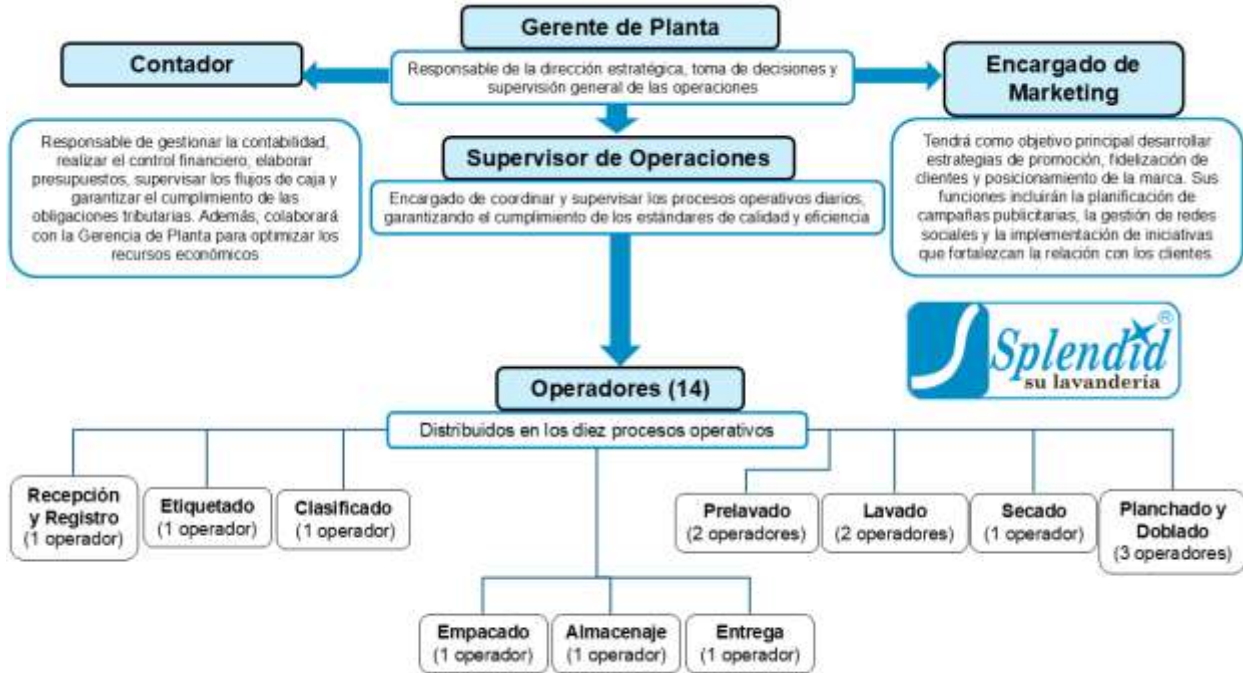 Gerente de Planta
Responsable de la dirección estratégica, toma de decisiones y
supervisión general de las operaciones
Contador
Responsable de gestionar la contabilidad,
realizar el control financiero, elaborar
presupuestos, supervisar los flujos de caja y
garantizar el cumplimiento de las
obligaciones tributarias. Además, colaborará
con la Gerencia de Planta para optimizar los
recursos económicos
Encargado de
Marketing
Tendrá como objetivo principal desarrollar
estrategias de promoción, fidelización de
clientes y posicionamiento de la marca. Sus
funciones incluirán la planificación de
campañas publicitarias, la gestión de redes
sociales y la implementación de iniciativas
que fortalezcan la relación con los clientes.
Supervisor de Operaciones
Encargado de coordinar y supervisar los procesos operativos diarios,
garantizando el cumplimiento de los estándares de calidad y eficiencia
Splendid®
su lavandería
Operadores (14)
Distribuidos en los diez procesos operativos
Recepción
y Registro
(1 operador)
Etiquetado
(1 operador)
Clasificado
(1 operador)
Prelavado
(2 operadores)
Lavado
(2 operadores)
Secado
(1 operador)
Planchado y
Doblado
(3 operadores)
Empacado
(1 operador)
Almacenaje
(1 operador)
Entrega
(1 operador)